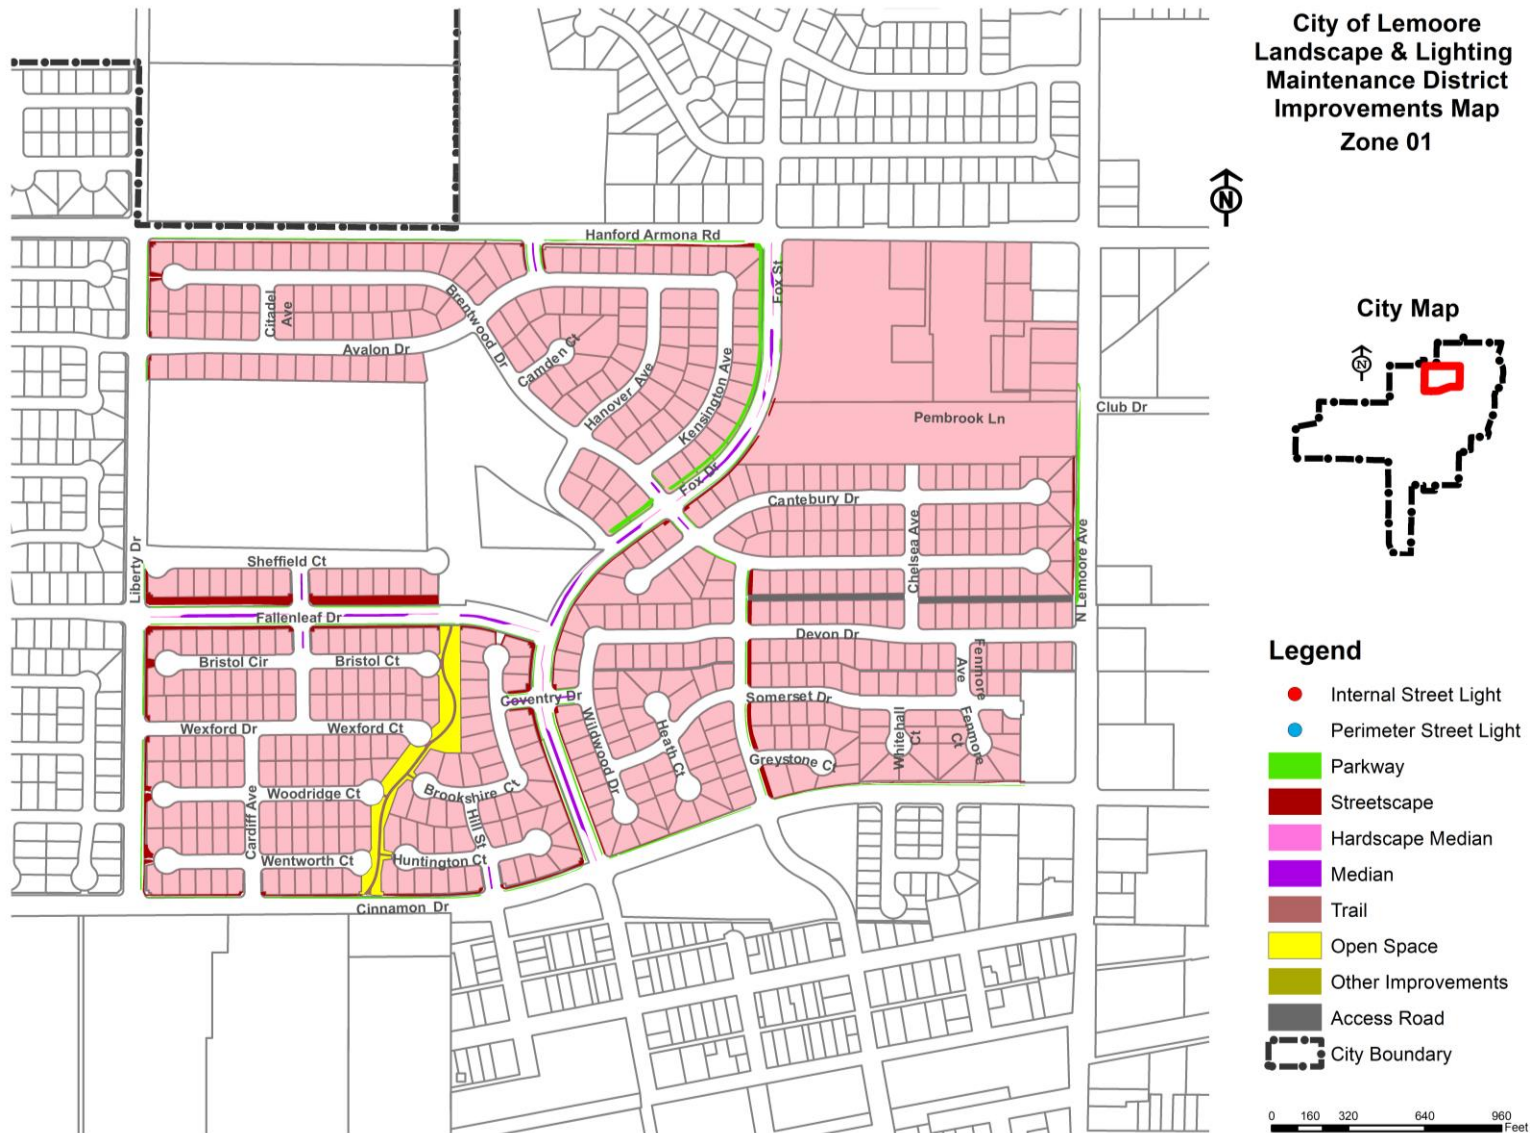 City of Lemoore
Landscape & Lighting
Maintenance District
Improvements Map
Zone 01
N
City Map
N
Hanford Armona Rd
Fox St
Citadel
Ave
Brentwood Dr
Avalon Dr
Camden Ct
Hanover Ave
Kensington Ave
Pembrook Ln
Club Dr
Fox Dr
Cantebury Dr
Chelsea Ave
N Lemoore Ave
Liberty Dr
Sheffield Ct
Fallenleaf Dr
Bristol Cir
Bristol Ct
Devon Dr
Fenmore
Ave
Coventry Dr
Somerset Dr
Wexford Dr
Wexford Ct
Wildwood Dr
Heath Ct
Whitehall
Ct
Fenmore
Ct
Greystone Ct
Woodridge Ct
Brookshire Ct
Cardiff Ave
Hill St
Wentworth Ct
Huntington Ct
Cinnamon Dr
Legend
Internal Street Light
Perimeter Street Light
Parkway
Streetscape
Hardscape Median
Median
Trail
Open Space
Other Improvements
Access Road
City Boundary
0 160 320 640 960
Feet